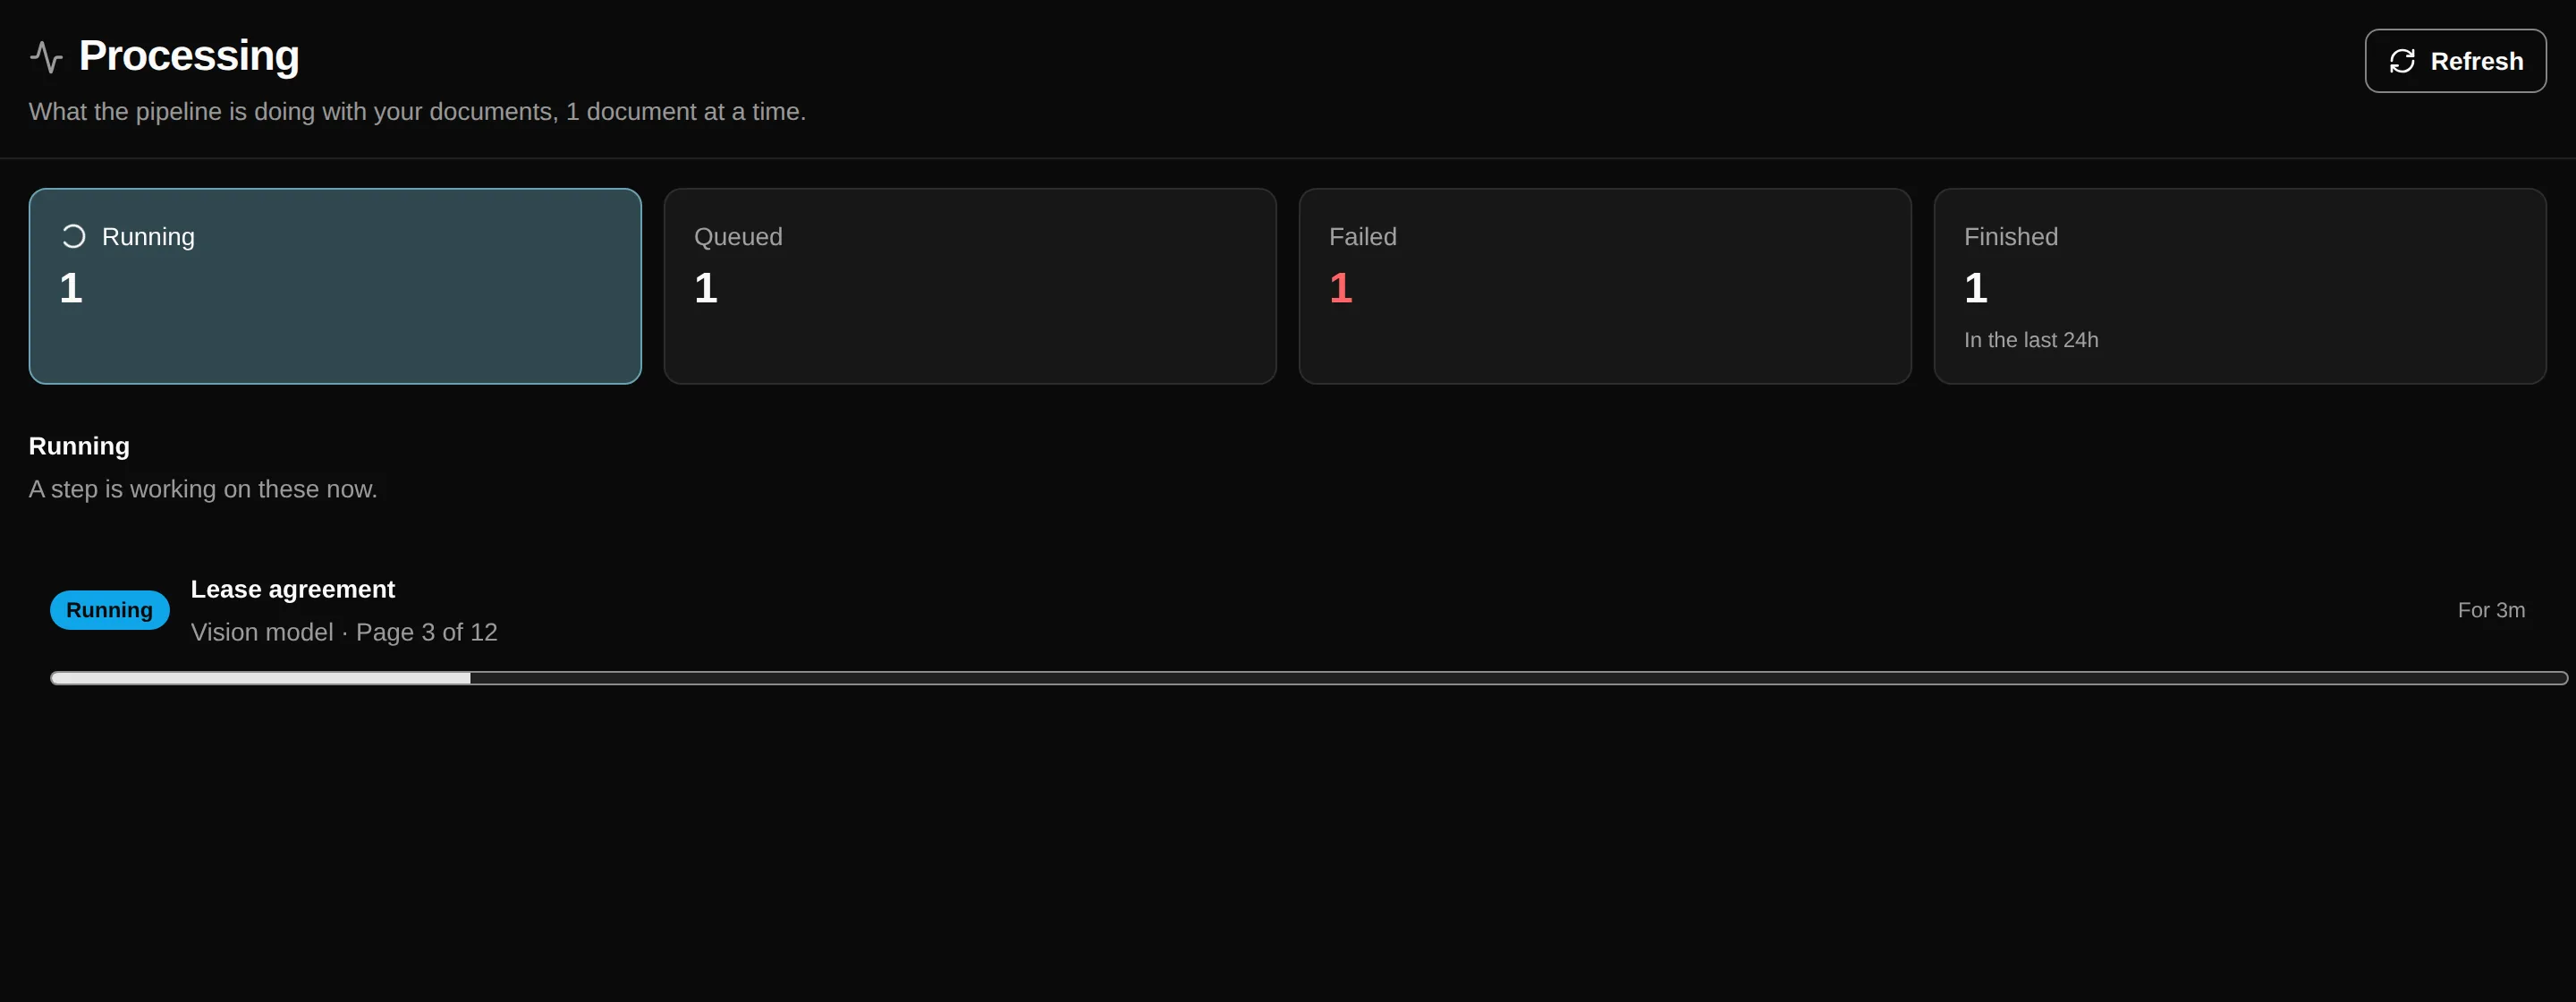 Processing
Refresh
What the pipeline is doing with your documents, 1 document at a time.
Running
1
Queued
1
Failed
1
Finished
1
In the last 24h
Running
A step is working on these now.
Running
Lease agreement
Vision model · Page 3 of 12
For 3m